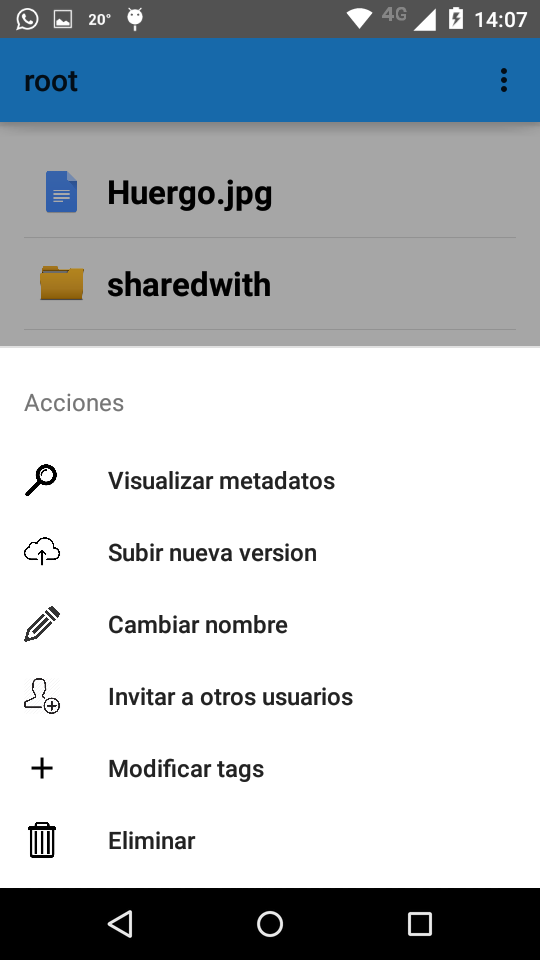 20° 4G 14:07
root
Huergo.jpg
sharedwith
Acciones
Visualizar metadatos
Subir nueva version
Cambiar nombre
Invitar a otros usuarios
Modificar tags
Eliminar